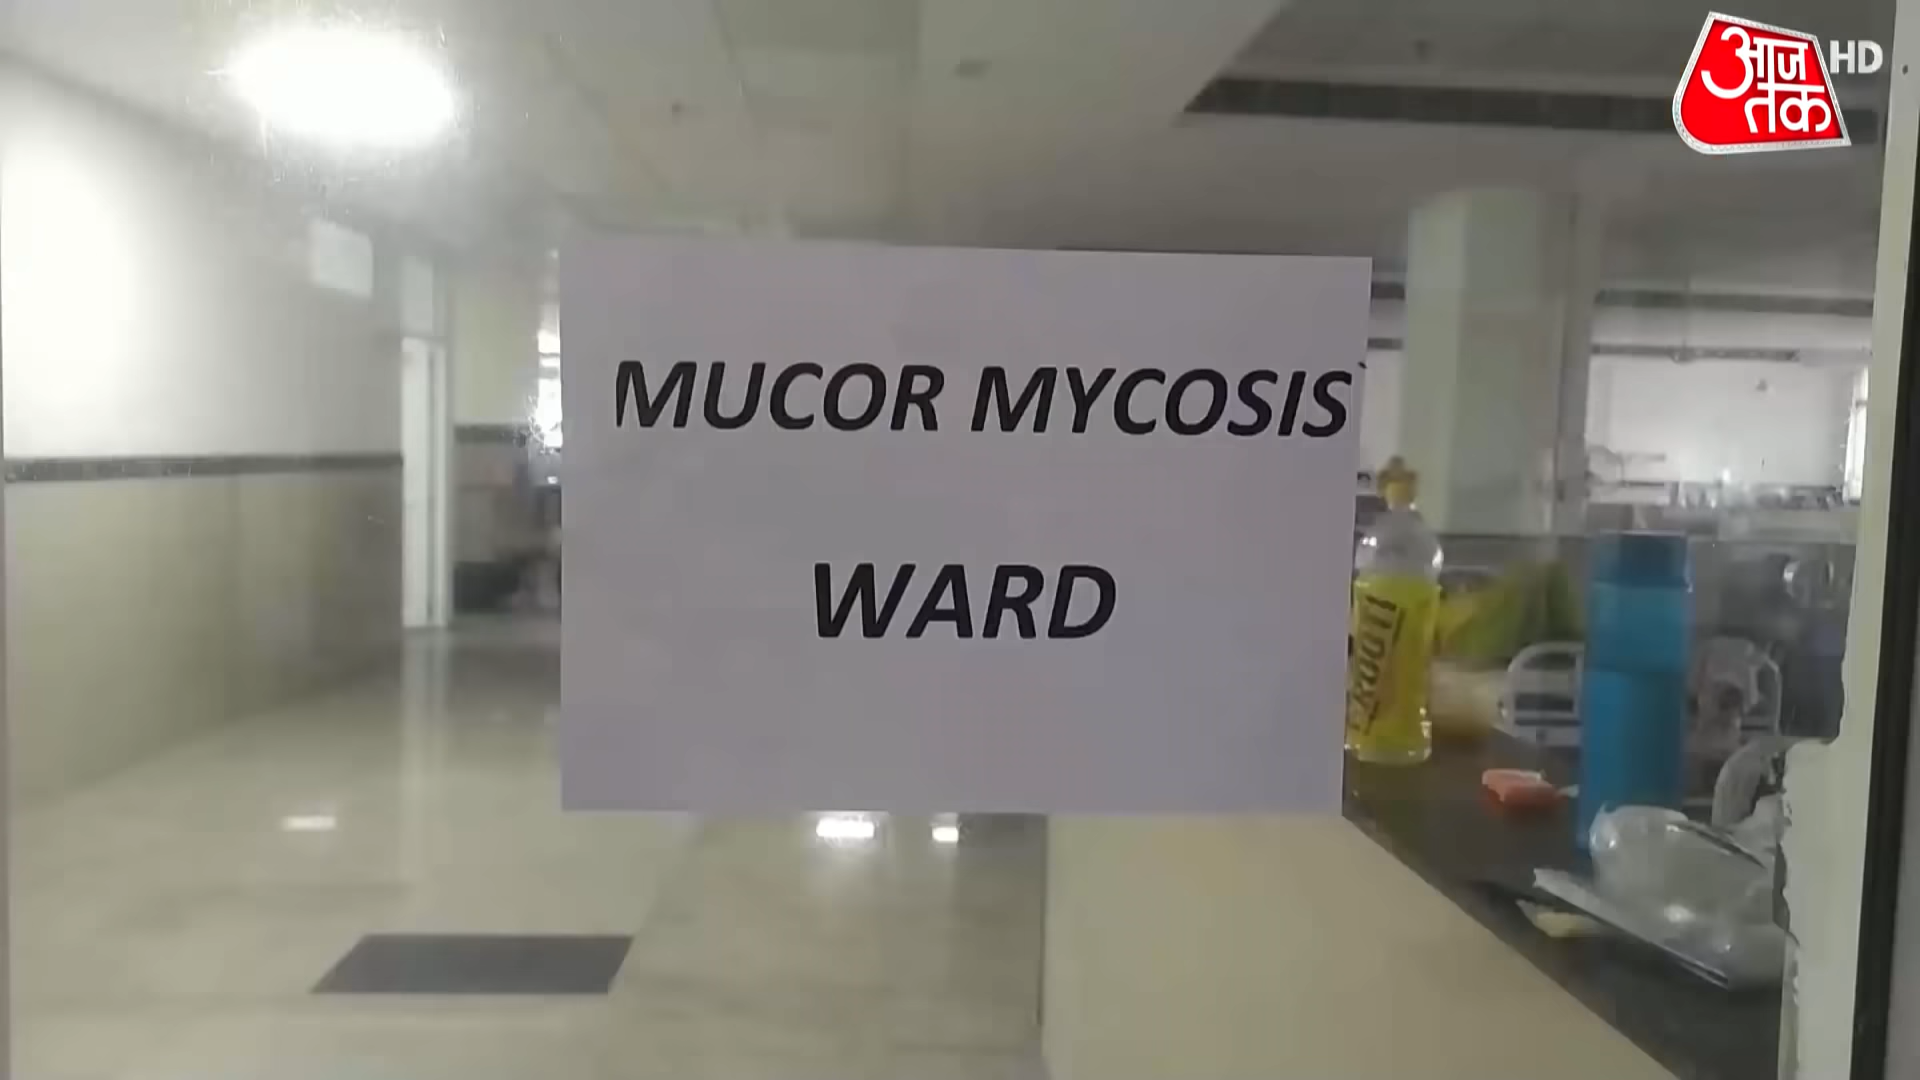 आज तक HD
MUCOR MYCOSIS
WARD